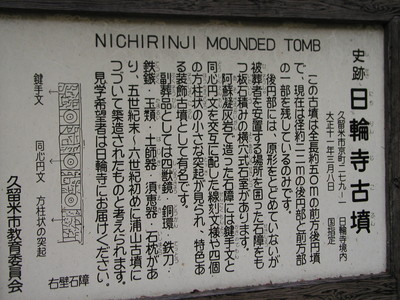 NICHIRINJI MOUNDED TOMB
史跡 日輪寺古墳
久留米市京町二七九ー一 日輪寺境内
大正十一年三月八日 国指定
この古墳は全長約五〇mの前方後円墳
で、現在は径約二二mの後円部と前方部
の一部を残しているのみです。
後円部には、原形をとどめていないが
被葬者を安置する場所を囲った石障をも
つ板石積みの横穴式石室があります。
阿蘇凝灰岩で造った石障には鍵手文と
同心円文を交互に配した線刻文様や四個
の方柱状の小さな突起が見られ、特色あ
る装飾古墳として有名です。
副葬品としては四獣鏡・銅環・鉄刀・
鉄鏃・玉類・土師器・須恵器・石枕があ
り、五世紀末〜六世紀初めに浦山古墳に
つづいて築造されたものと考えられます。
見学希望者は日輪寺にお届けください。
久留米市教育委員会
鍵手文
同心円文
方柱状の突起
右壁石障